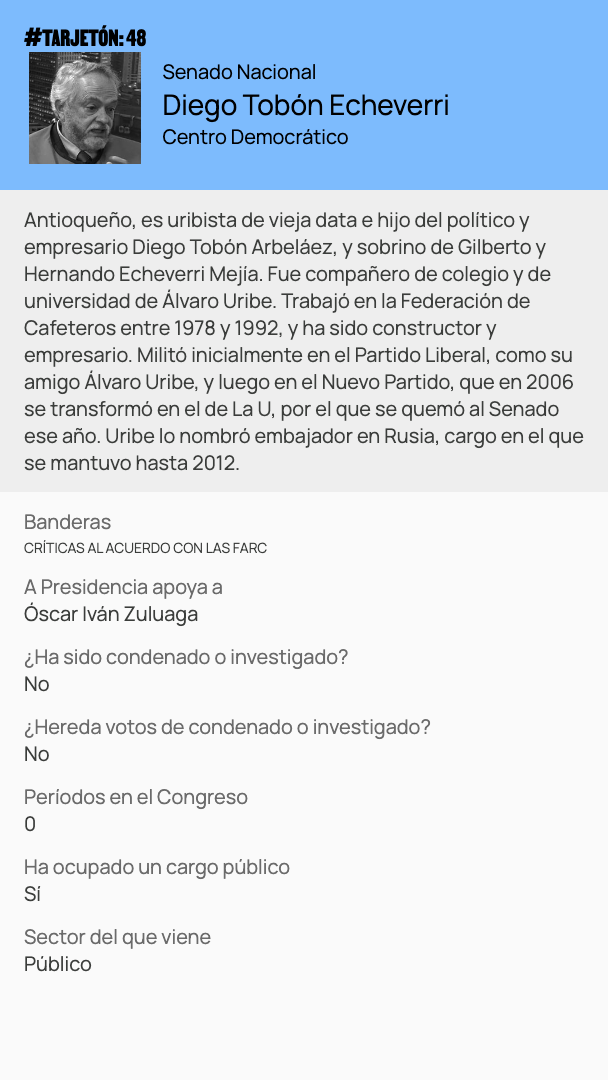 #TARJETÓN: 48
Senado Nacional
Diego Tobón Echeverri
Centro Democrático
Antioqueño, es uribista de vieja data e hijo del político y
empresario Diego Tobón Arbeláez, y sobrino de Gilberto y
Hernando Echeverri Mejía. Fue compañero de colegio y de
universidad de Álvaro Uribe. Trabajó en la Federación de
Cafeteros entre 1978 y 1992, y ha sido constructor y
empresario. Militó inicialmente en el Partido Liberal, como su
amigo Álvaro Uribe, y luego en el Nuevo Partido, que en 2006
se transformó en el de La U, por el que se quemó al Senado
ese año. Uribe lo nombró embajador en Rusia, cargo en el que
se mantuvo hasta 2012.
Banderas
CRÍTICAS AL ACUERDO CON LAS FARC
A Presidencia apoya a
Óscar Iván Zuluaga
¿Ha sido condenado o investigado?
No
¿Hereda votos de condenado o investigado?
No
Períodos en el Congreso
0
Ha ocupado un cargo público
Sí
Sector del que viene
Público